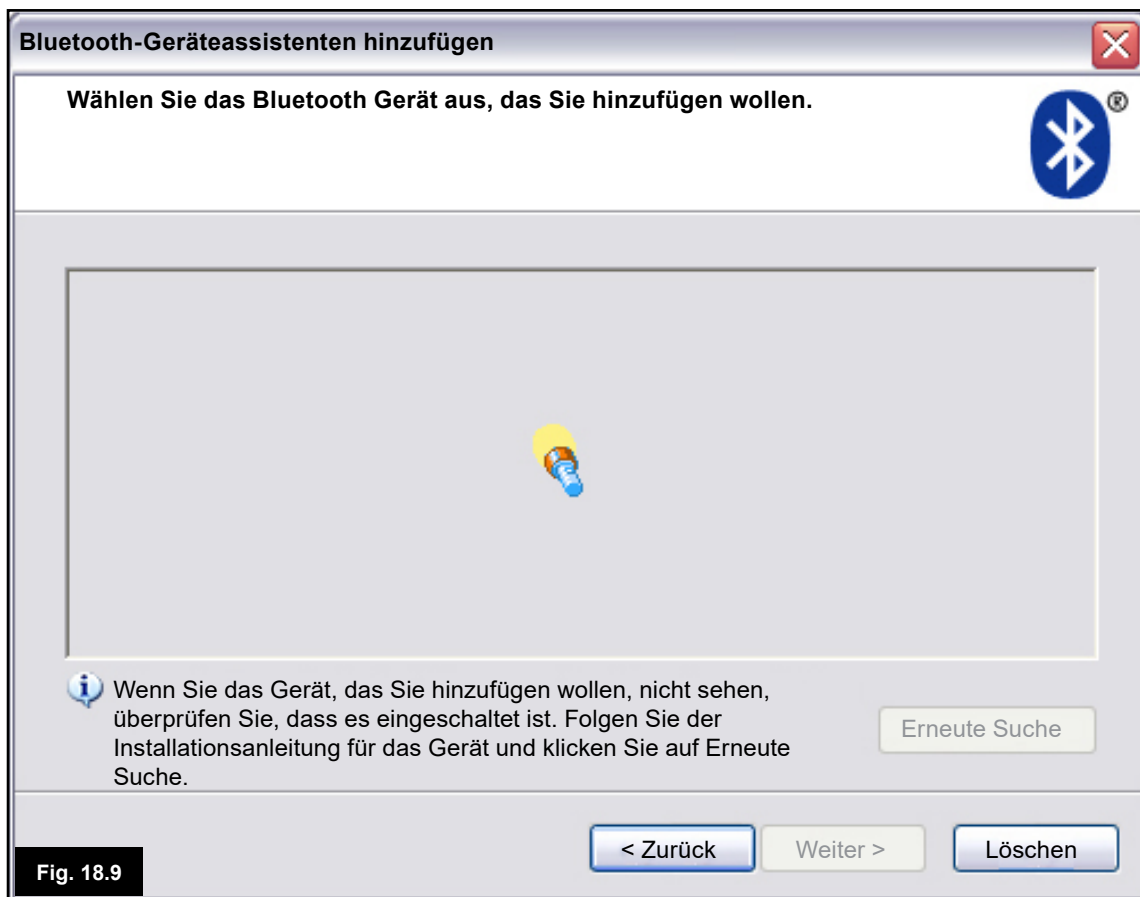 Bluetooth-Geräteassistenten hinzufügen
Wählen Sie das Bluetooth Gerät aus, das Sie hinzufügen wollen.
®
Wenn Sie das Gerät, das Sie hinzufügen wollen, nicht sehen,
überprüfen Sie, dass es eingeschaltet ist. Folgen Sie der
Installationsanleitung für das Gerät und klicken Sie auf Erneute
Suche.
Erneute Suche
< Zurück
Weiter >
Löschen
Fig. 18.9